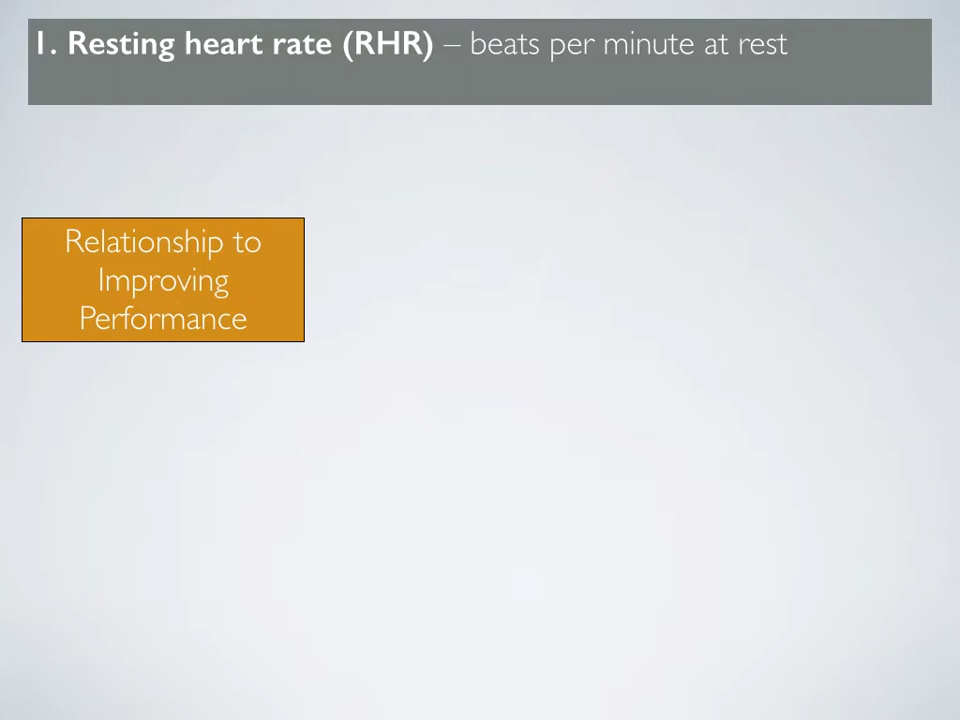 1. Resting heart rate (RHR) – beats per minute at rest
Relationship to
Improving
Performance